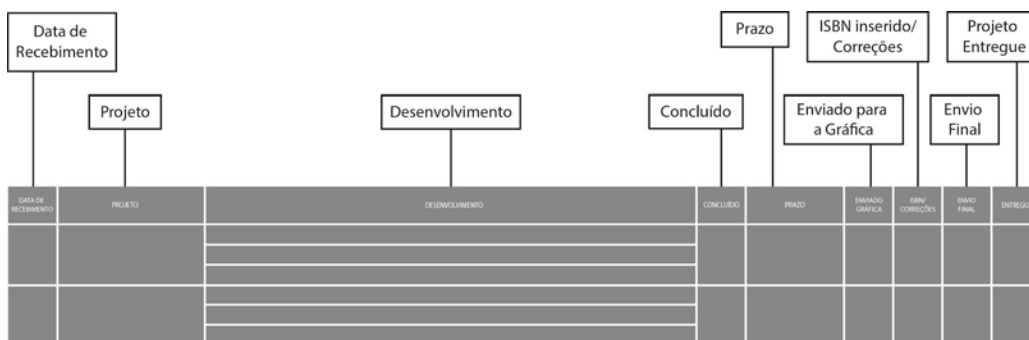 Data de
Recebimento
Projeto
Desenvolvimento
Concluído
Prazo
Enviado para
a Gráfica
ISBN inserido/
Correções
Envio
Final
Projeto
Entregue
DATA DE
RECEBIMENTO
PROJETO
DESENVOLVIMENTO
CONCLUÍDO
PRAZO
ENVIADO
GRÁFICA
ISBN/
CORREÇÕES
ENVIO
FINAL
ENTREGUE